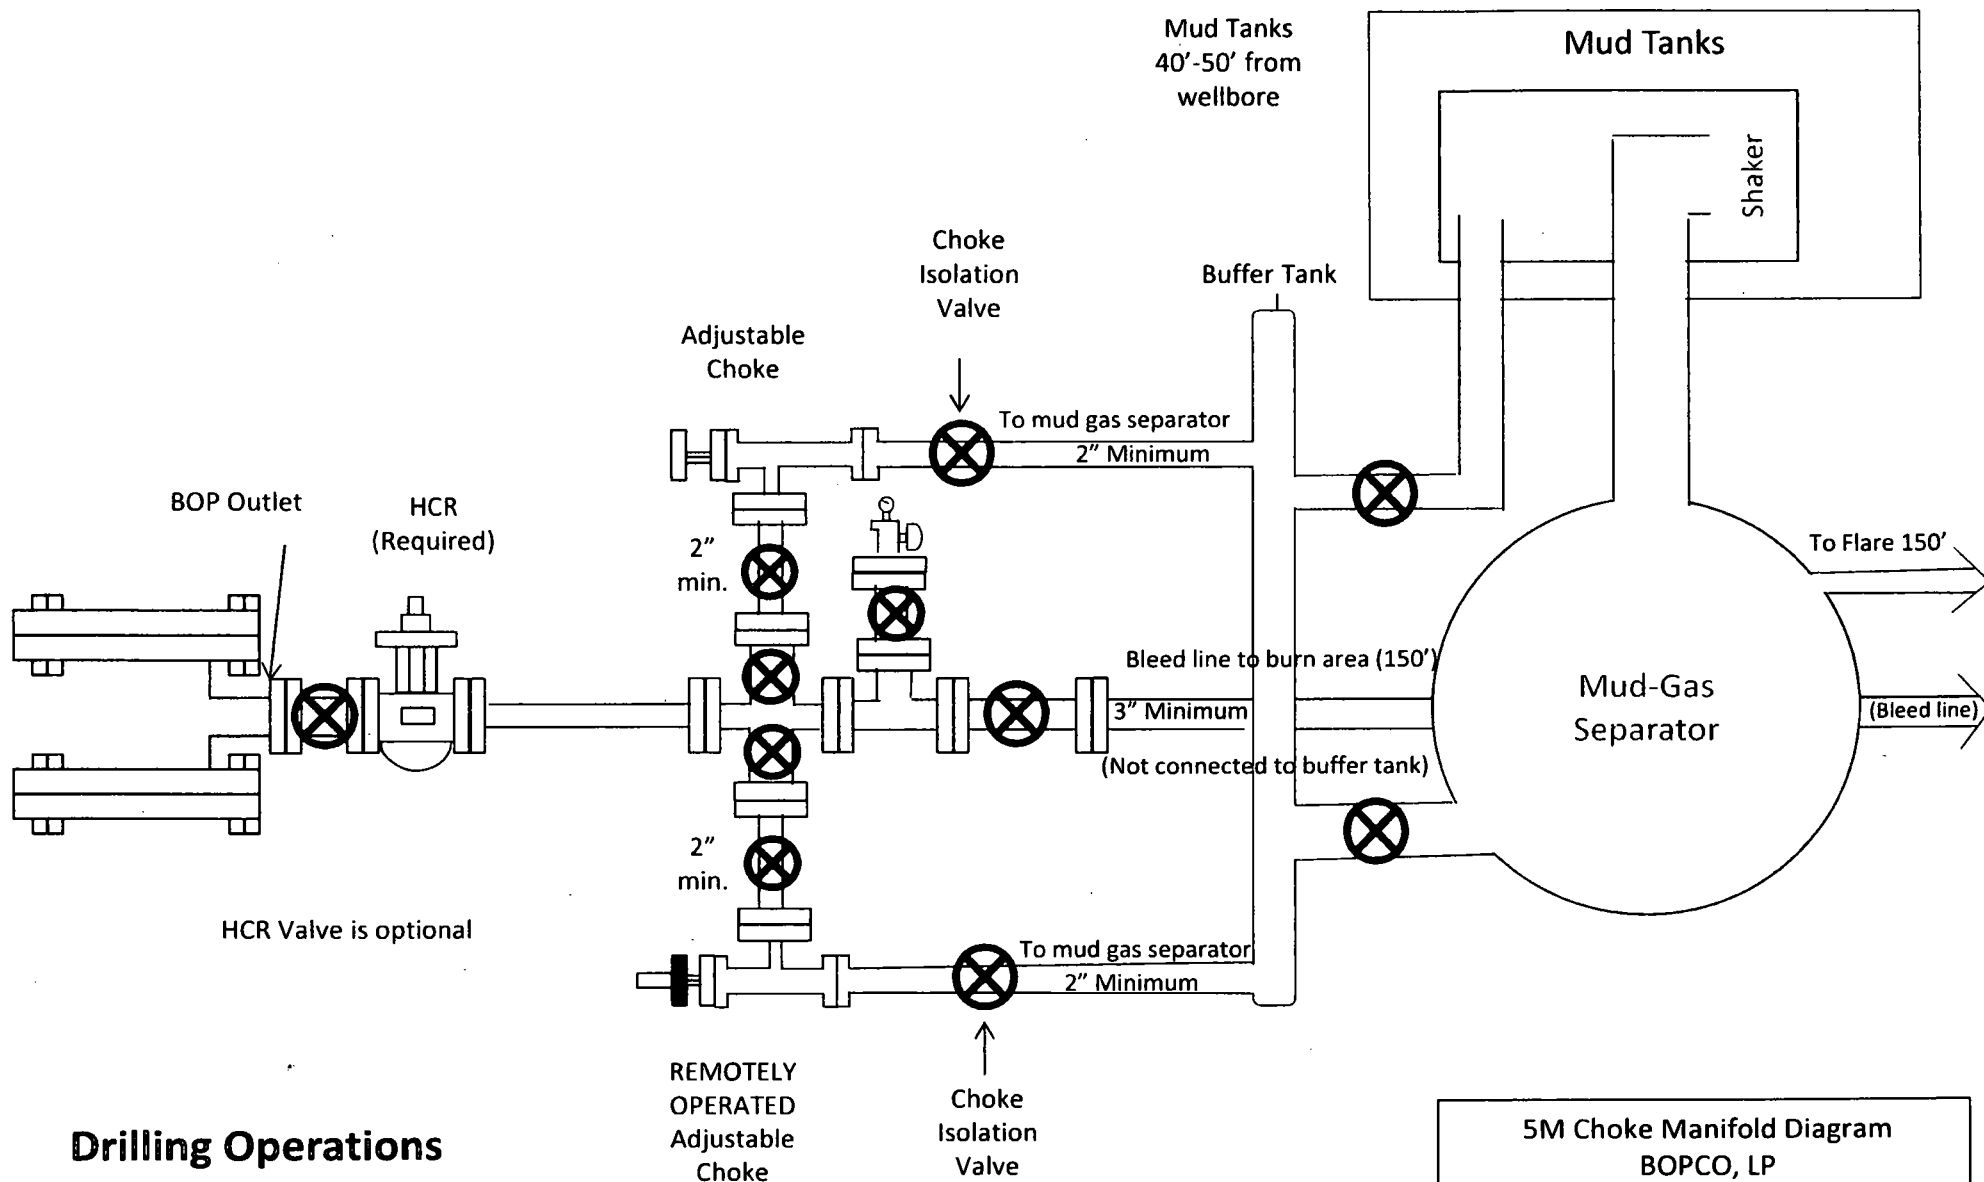 Mud Tanks
40’-50’ from
wellbore
Mud Tanks
Shaker
Choke
Isolation
Valve
Buffer Tank
Adjustable
Choke
To mud gas separator
2” Minimum
BOP Outlet
HCR
(Required)
2”
min.
To Flare 150’
Bleed line to burn area (150’)
3” Minimum
(Not connected to buffer tank)
Mud-Gas
Separator
(Bleed line)
2”
min.
HCR Valve is optional
To mud gas separator
2” Minimum
REMOTELY
OPERATED
Adjustable
Choke
Choke
Isolation
Valve
Drilling Operations
5M Choke Manifold Diagram
BOPCO, LP